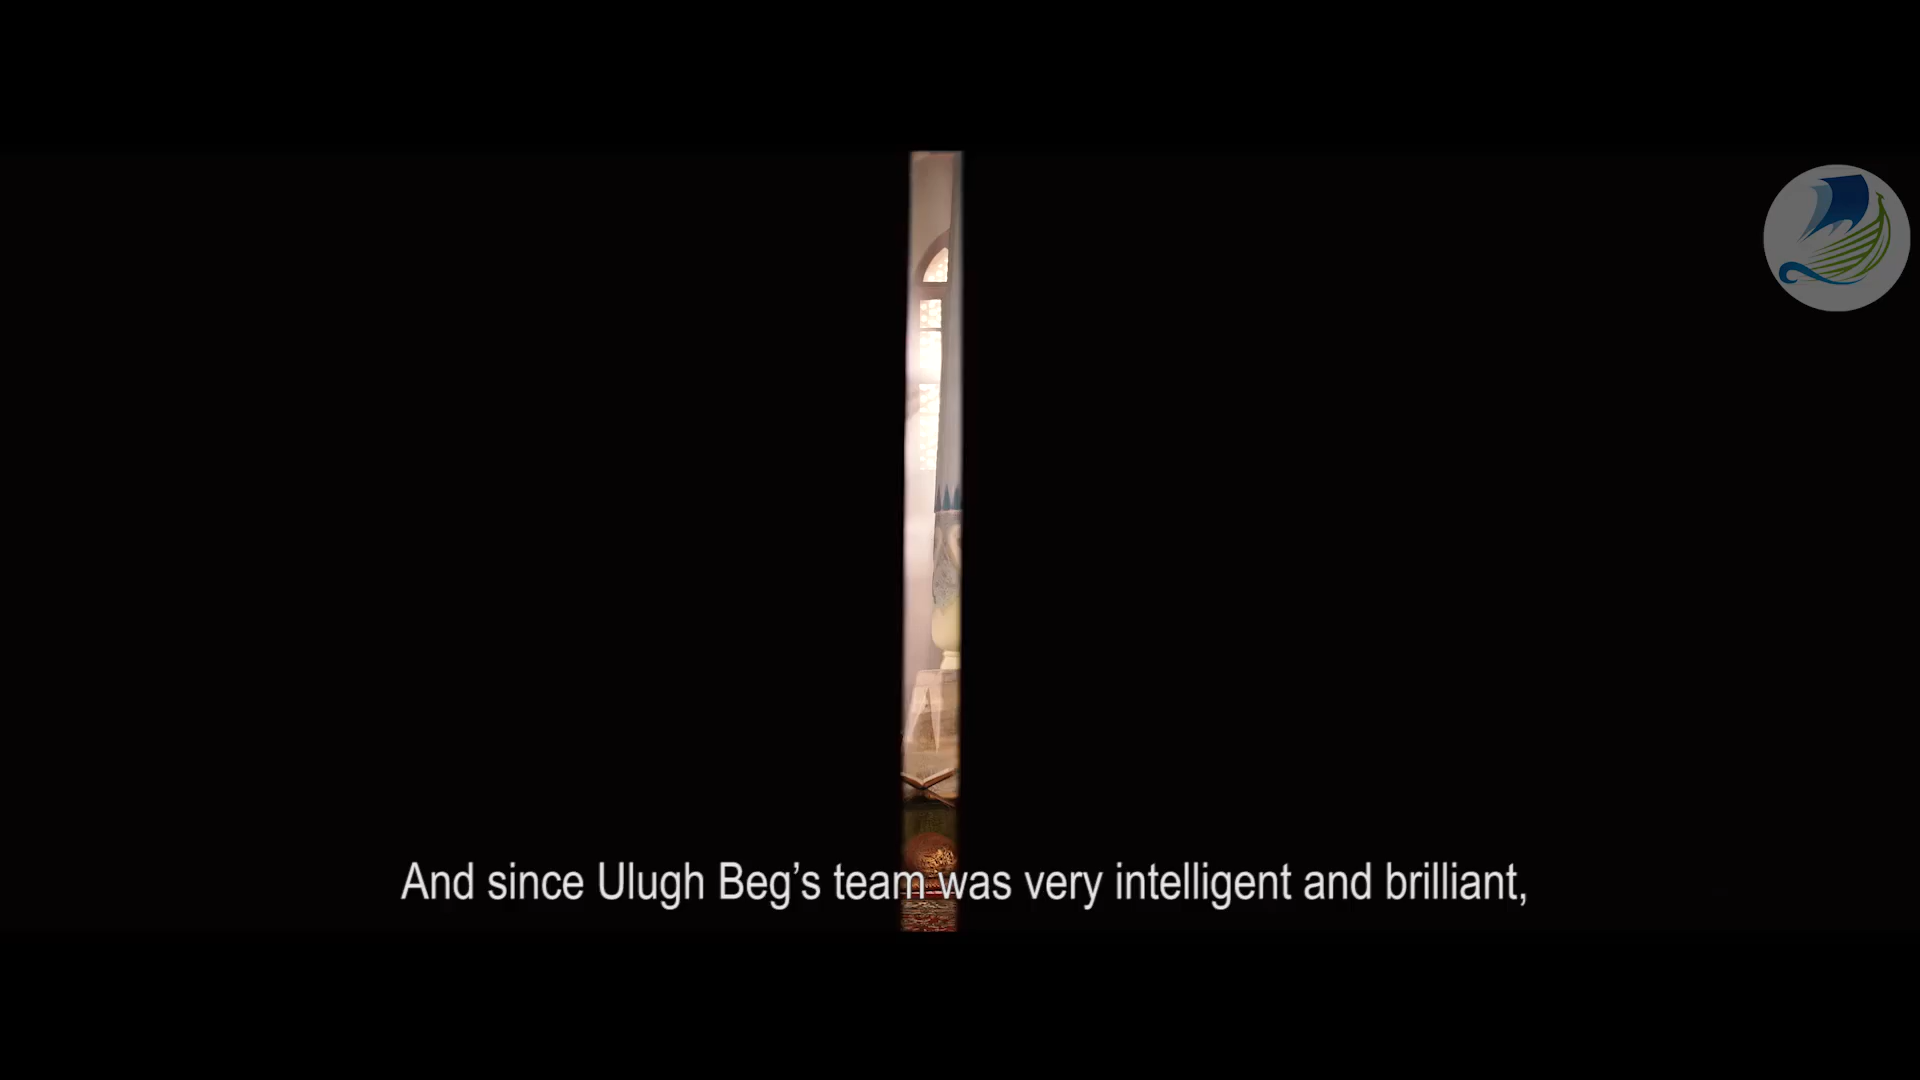 And since Ulugh Beg’s team was very intelligent and brilliant,